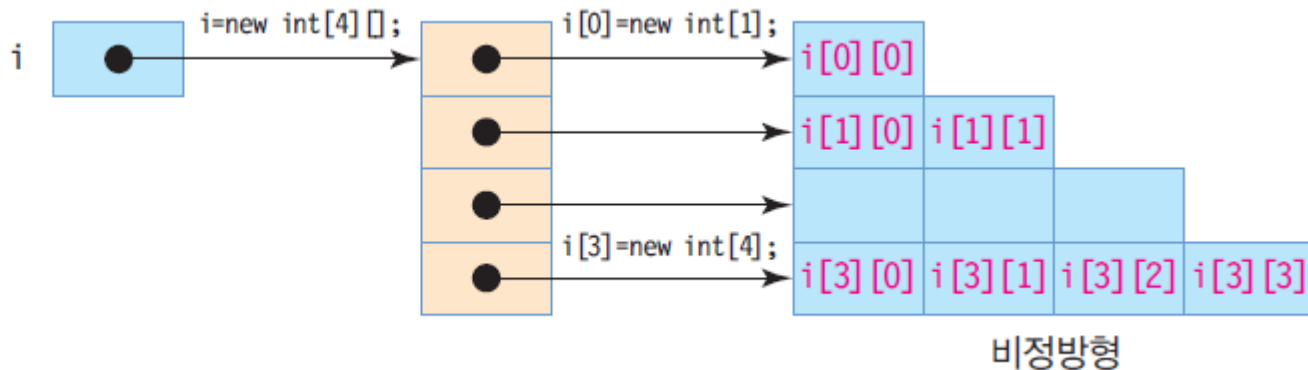 i=new int[4][]; i[0]=new int[1];
i
i[0][0]
i[1][0] i[1][1]
i[3]=new int[4];
i[3][0] i[3][1] i[3][2] i[3][3]
비정방형